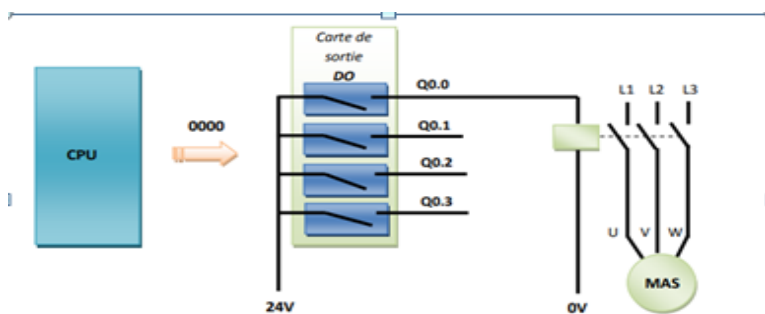 Carte de
sortie
DO
Q0.0
L1 L2 L3
0000
Q0.1
CPU
Q0.2
Q0.3
U V W
MAS
24V
0V